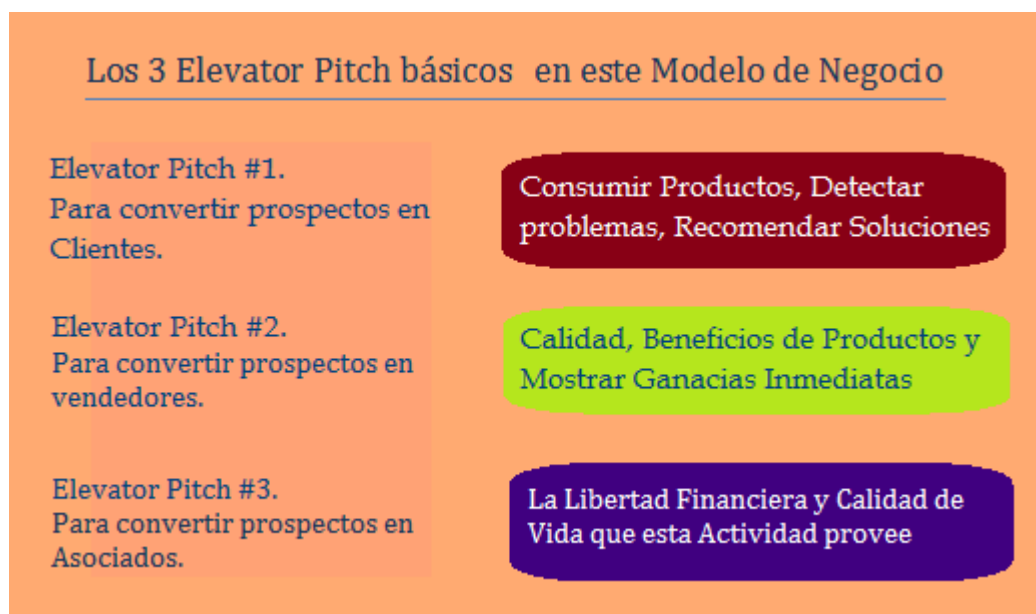 Los 3 Elevator Pitch básicos en este Modelo de Negocio
Elevator Pitch #1.
Para convertir prospectos en
Clientes.
Consumir Productos, Detectar
problemas, Recomendar Soluciones
Elevator Pitch #2.
Para convertir prospectos en
vendedores.
Calidad, Beneficios de Productos y
Mostrar Ganacias Inmediatas
Elevator Pitch #3.
Para convertir prospectos en
Asociados.
La Libertad Financiera y Calidad de
Vida que esta Actividad provee